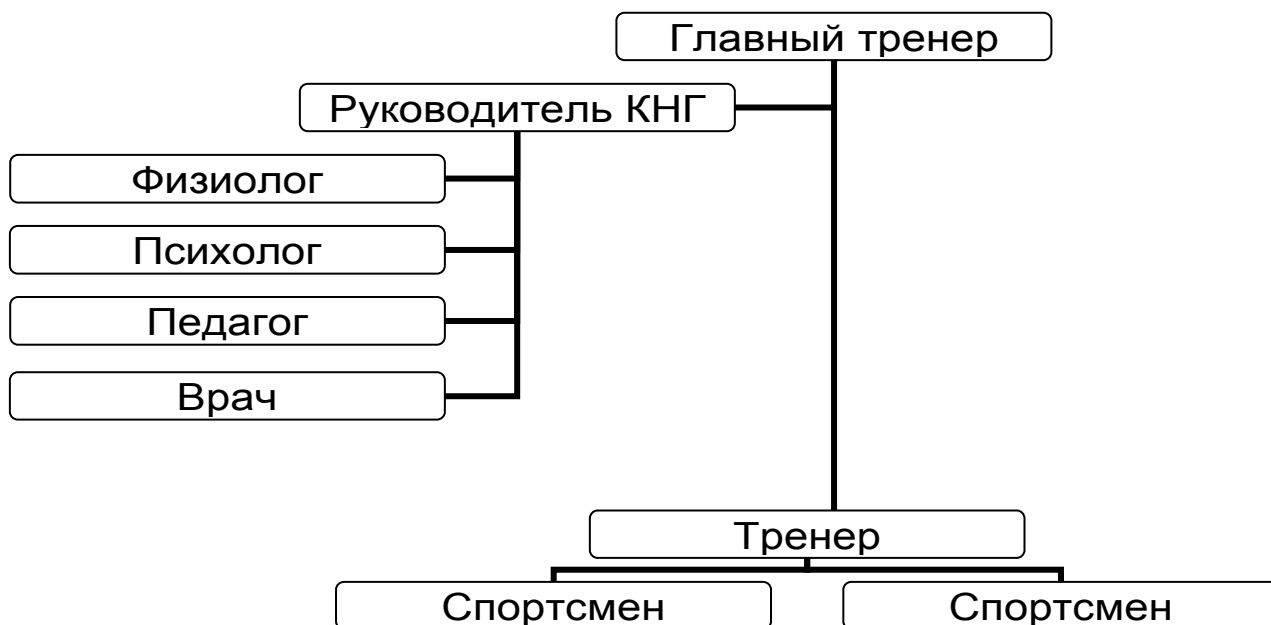 Главный тренер
Руководитель КНГ
Физиолог
Психолог
Педагог
Врач
Тренер
Спортсмен
Спортсмен